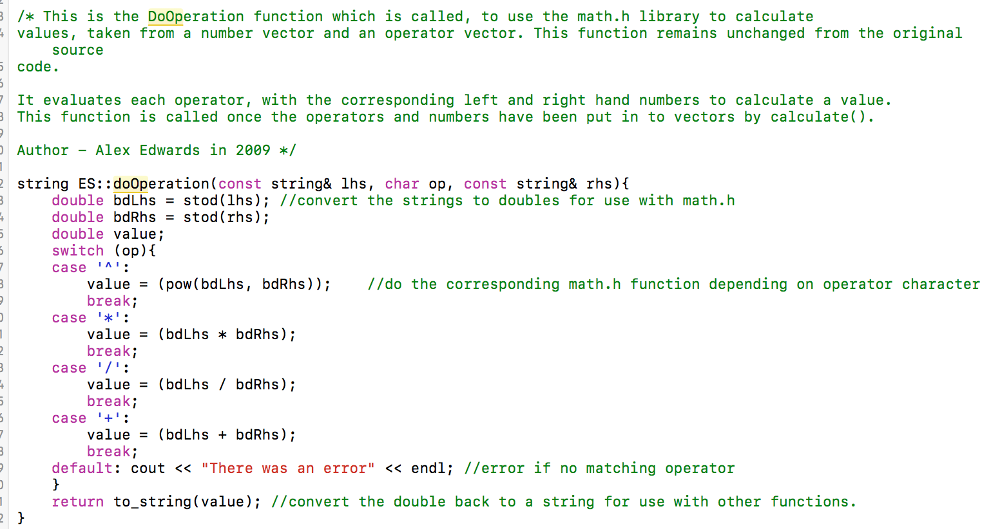 /* This is the DoOperation function which is called, to use the math.h library to calculate
values, taken from a number vector and an operator vector. This function remains unchanged from the original
source
code.
It evaluates each operator, with the corresponding left and right hand numbers to calculate a value.
This function is called once the operators and numbers have been put in to vectors by calculate().
Author – Alex Edwards in 2009 */
string ES::doOperation(const string& lhs, char op, const string& rhs){
double bdLhs = stod(lhs); //convert the strings to doubles for use with math.h
double bdRhs = stod(rhs);
double value;
switch (op){
case '^':
value = (pow(bdLhs, bdRhs)); //do the corresponding math.h function depending on operator character
break;
case '*':
value = (bdLhs * bdRhs);
break;
case '/':
value = (bdLhs / bdRhs);
break;
case '+':
value = (bdLhs + bdRhs);
break;
default: cout << "There was an error" << endl; //error if no matching operator
}
return to_string(value); //convert the double back to a string for use with other functions.
}